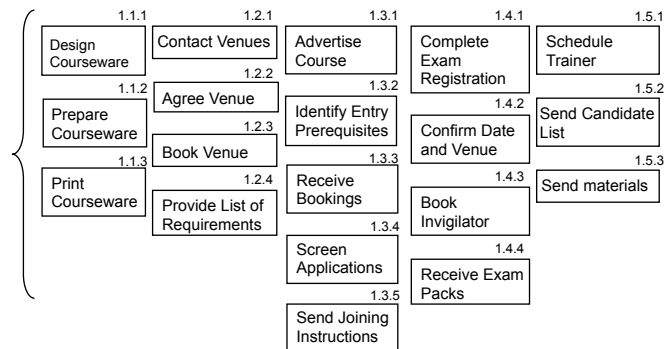 1.1.1
Design
Courseware
1.1.2
Prepare
Courseware
1.1.3
Print
Courseware
1.2.1
Contact Venues
1.2.2
Agree Venue
1.2.3
Book Venue
1.2.4
Provide List of
Requirements
1.3.1
Advertise
Course
1.3.2
Identify Entry
Prerequisites
1.3.3
Receive
Bookings
1.3.4
Screen
Applications
1.3.5
Send Joining
Instructions
1.4.1
Complete
Exam
Registration
1.4.2
Confirm Date
and Venue
1.4.3
Book
Invigilator
1.4.4
Receive Exam
Packs
1.5.1
Schedule
Trainer
1.5.2
Send Candidate
List
1.5.3
Send materials